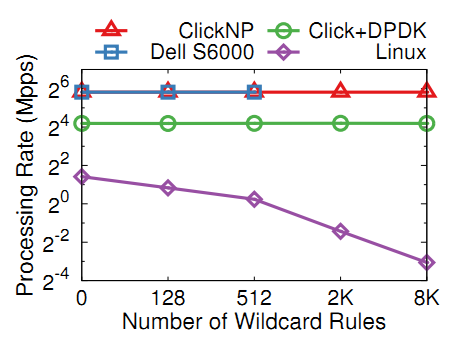 ClickNP Click+DPDK
Dell S6000 Linux
Processing Rate (Mpps)
2^6
2^4
2^2
2^0
2^-2
2^-4
0 128 512 2K 8K
Number of Wildcard Rules